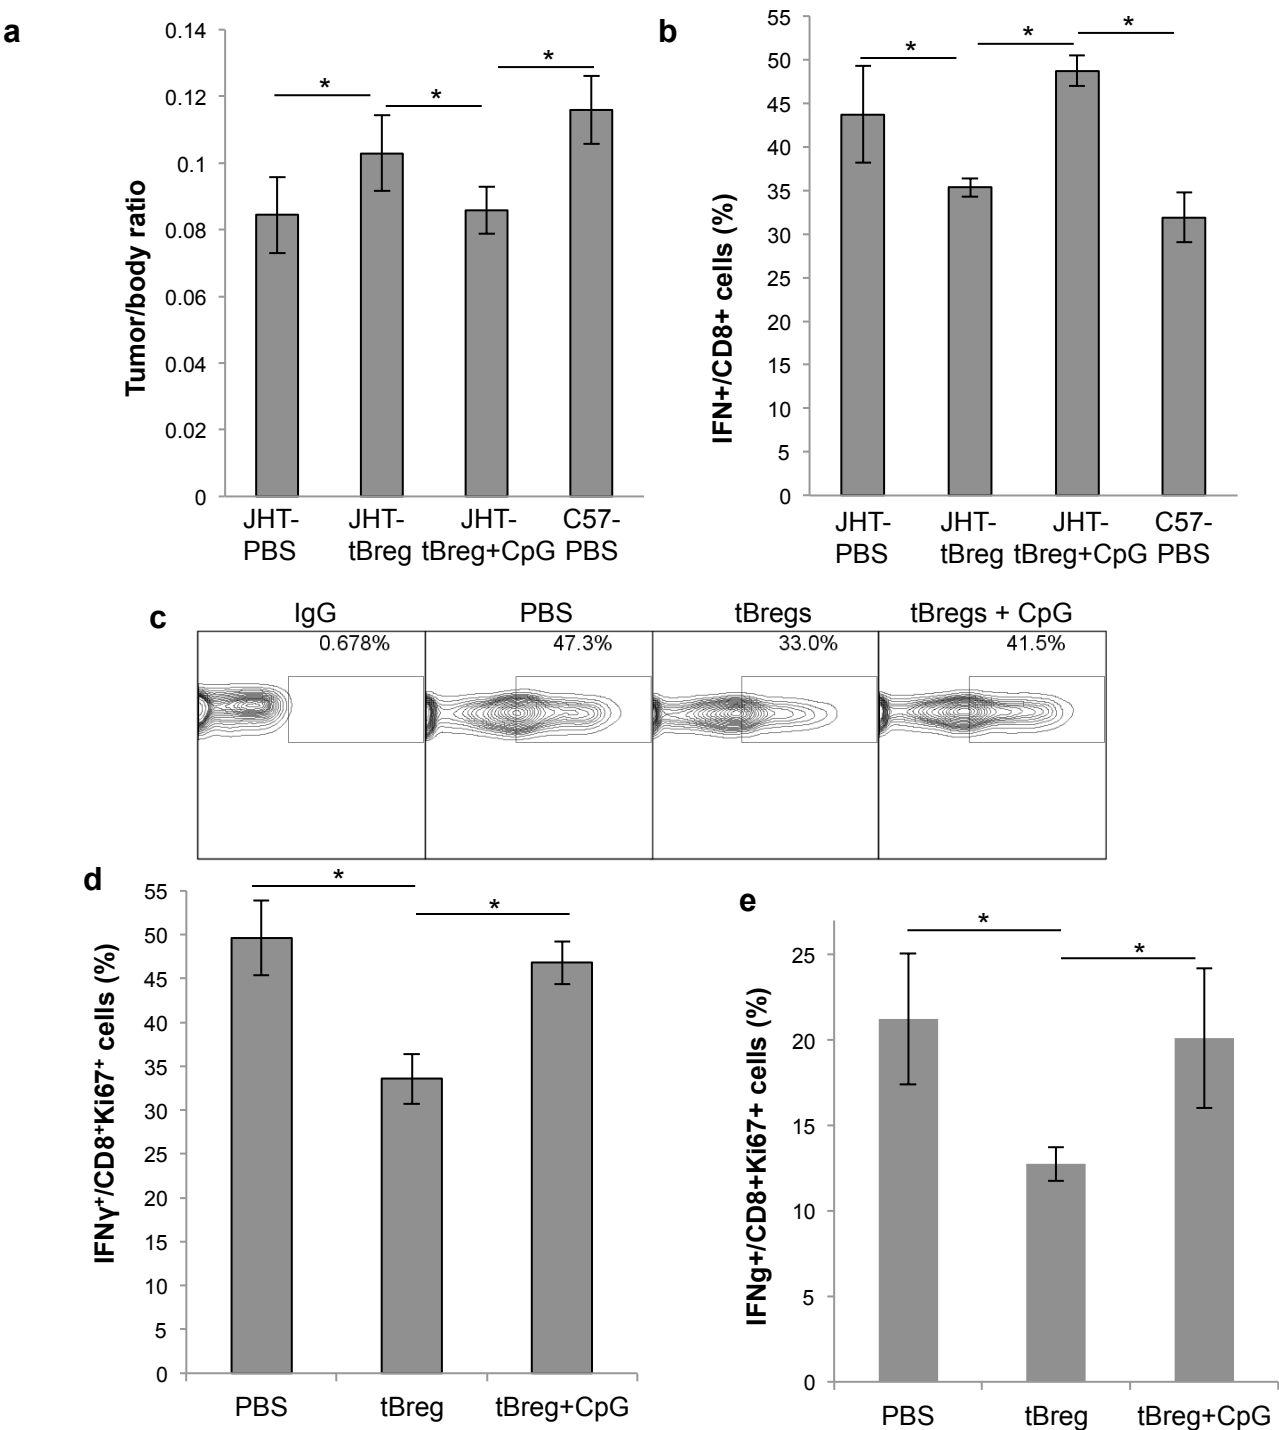 a
0.14
0.12
0.1
0.08
0.06
0.04
0.02
0
Tumor/body ratio
*
*
*
JHT-
PBS
JHT-
tBreg
JHT-
tBreg+CpG
C57-
PBS
b
55
50
45
40
35
30
25
20
15
10
5
0
IFN+/CD8+ cells (%)
*
*
*
JHT-
PBS
JHT-
tBreg
JHT-
tBreg+CpG
C57-
PBS
c
IgG
PBS
tBregs
tBregs + CpG
0.678%
47.3%
33.0%
41.5%
d
55
50
45
40
35
30
25
20
15
10
5
0
IFNγ⁺/CD8⁺Ki67⁺ cells (%)
*
*
PBS
tBreg
tBreg+CpG
e
25
20
15
10
5
0
IFNg+/CD8+Ki67+ cells (%)
*
*
PBS
tBreg
tBreg+CpG